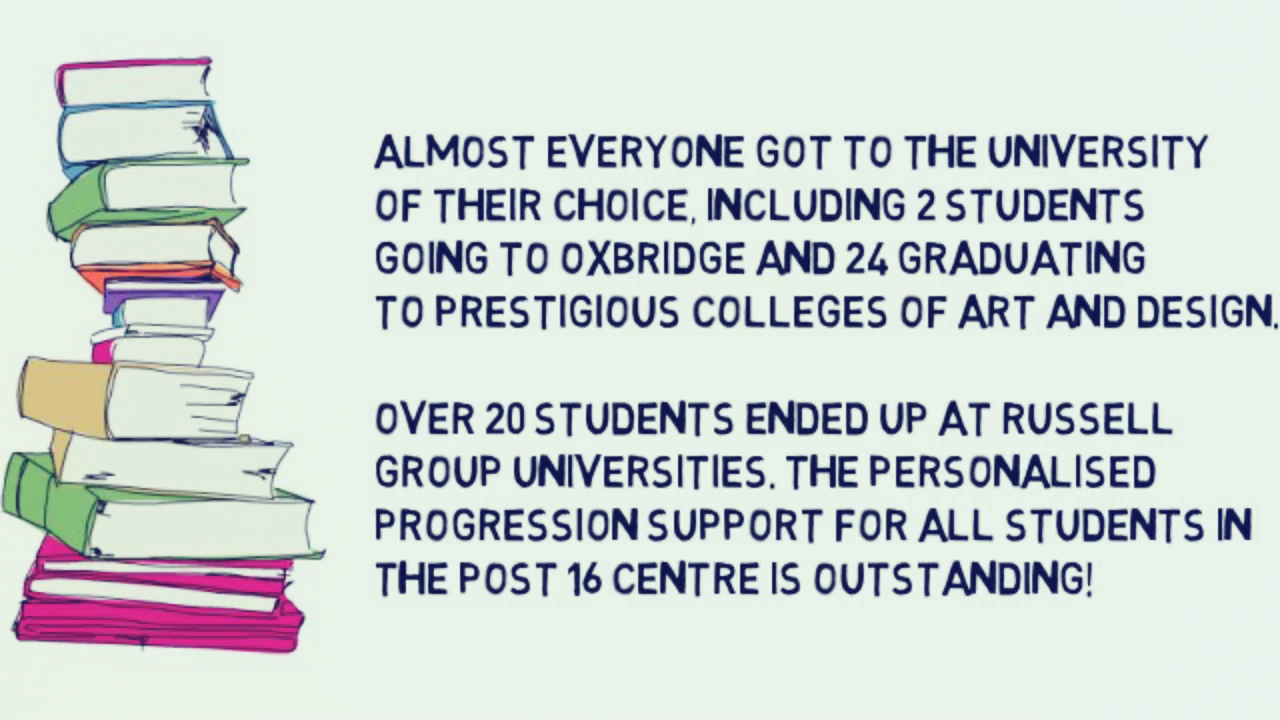 ALMOST EVERYONE GOT TO THE UNIVERSITY
OF THEIR CHOICE, INCLUDING 2 STUDENTS
GOING TO OXBRIDGE AND 24 GRADUATING
TO PRESTIGIOUS COLLEGES OF ART AND DESIGN.
OVER 20 STUDENTS ENDED UP AT RUSSELL
GROUP UNIVERSITIES. THE PERSONALISED
PROGRESSION SUPPORT FOR ALL STUDENTS IN
THE POST 16 CENTRE IS OUTSTANDING!